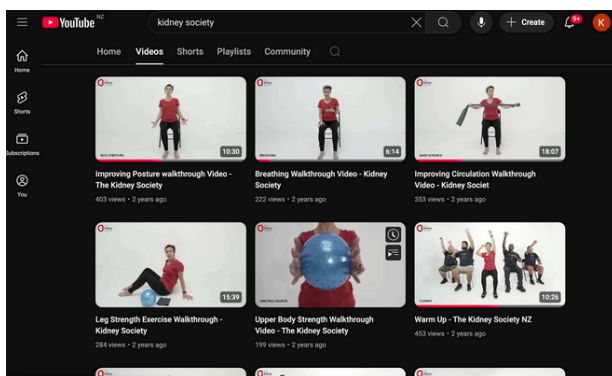 YouTube NZ
kidney society
Create
9+
K
Home Videos Shorts Playlists Community
Home
Shorts
Subscriptions
You
10:30
6:14
18:07
Improving Posture walkthrough Video -
The Kidney Society
403 views • 2 years ago
Breathing Walkthrough Video - Kidney
Society
222 views • 2 years ago
Improving Circulation Walkthrough
Video - Kidney Societ
353 views • 2 years ago
15:39
10:26
Leg Strength Exercise Walkthrough -
Kidney Society
284 views • 2 years ago
Upper Body Strength Walkthrough
Video - The Kidney Society
199 views • 2 years ago
Warm Up - The Kidney Society NZ
453 views • 2 years ago